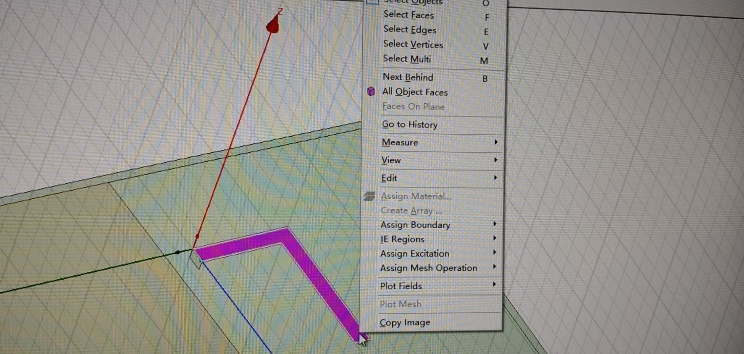 Z
Select Objects O
Select Faces F
Select Edges E
Select Vertices V
Select Multi M
Next Behind B
All Object Faces
Faces On Plane
Go to History
Measure
View
Edit
Assign Material...
Create Array ...
Assign Boundary
IE Regions
Assign Excitation
Assign Mesh Operation
Plot Fields
Plot Mesh
Copy Image